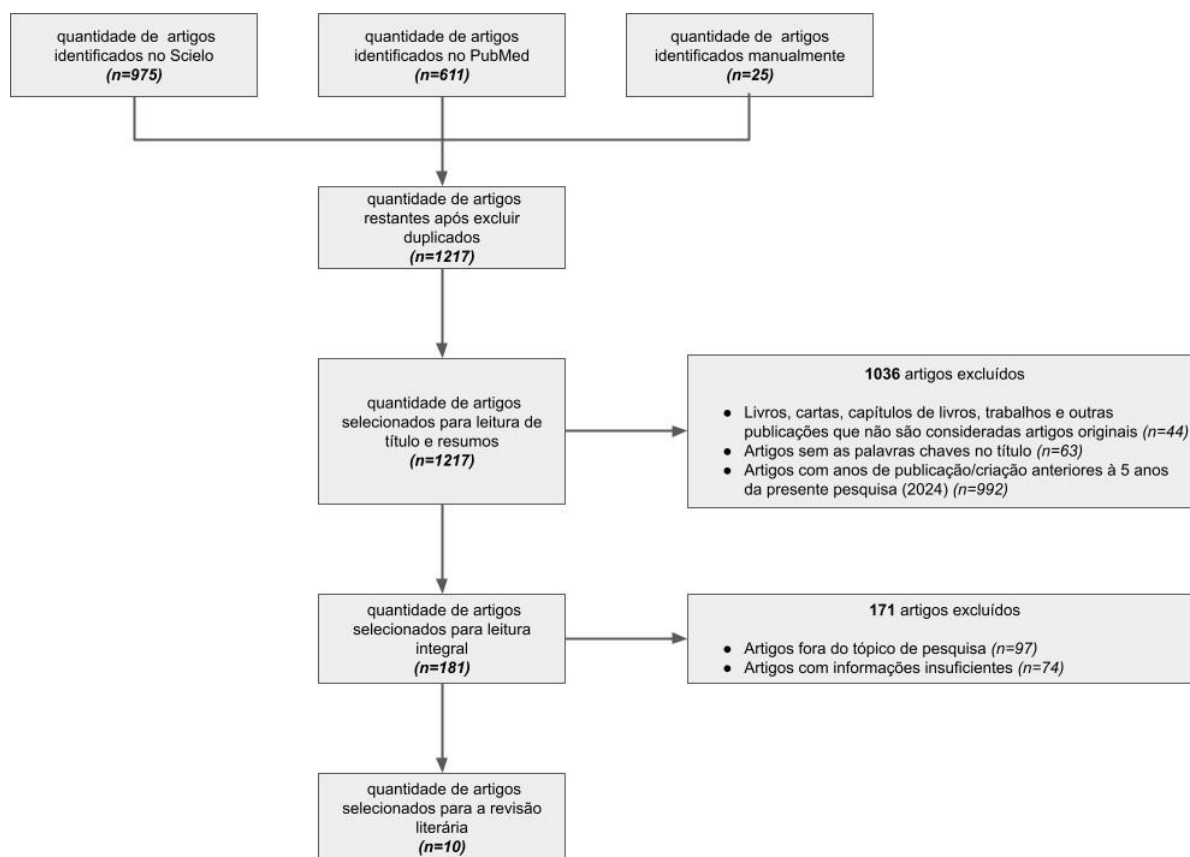 quantidade de artigos
identificados no Scielo
(n=975)
quantidade de artigos
identificados no PubMed
(n=611)
quantidade de artigos
identificados manualmente
(n=25)
quantidade de artigos
restantes após excluir
duplicados
(n=1217)
quantidade de artigos
selecionados para leitura de
título e resumos
(n=1217)
1036 artigos excluídos
● Livros, cartas, capítulos de livros, trabalhos e outras
publicações que não são consideradas artigos originais (n=44)
● Artigos sem as palavras chaves no título (n=63)
● Artigos com anos de publicação/criação anteriores à 5 anos
da presente pesquisa (2024) (n=992)
quantidade de artigos
selecionados para leitura
integral
(n=181)
171 artigos excluídos
● Artigos fora do tópico de pesquisa (n=97)
● Artigos com informações insuficientes (n=74)
quantidade de artigos
selecionados para a revisão
literária
(n=10)